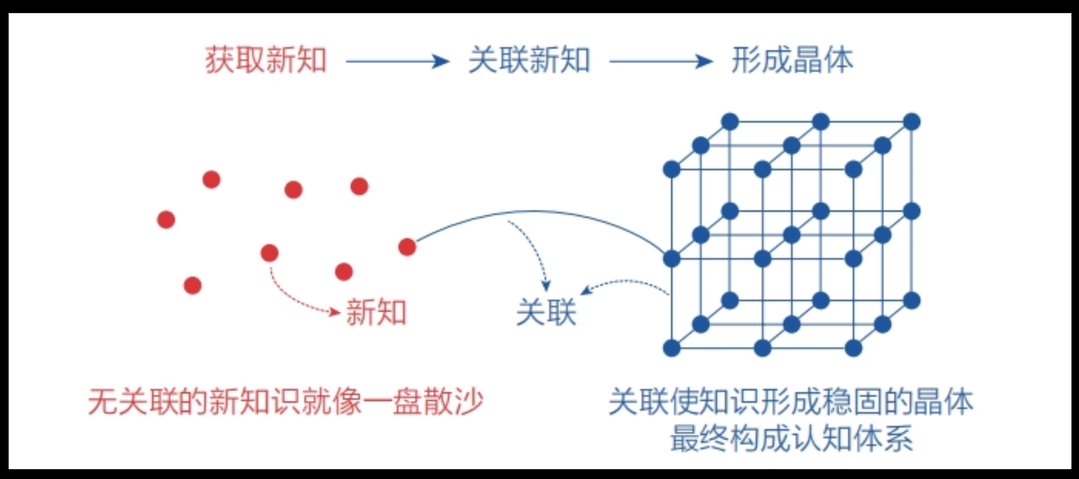 获取新知 关联新知 形成晶体
新知
关联
无关联的新知识就像一盘散沙
关联使知识形成稳固的晶体
最终构成认知体系